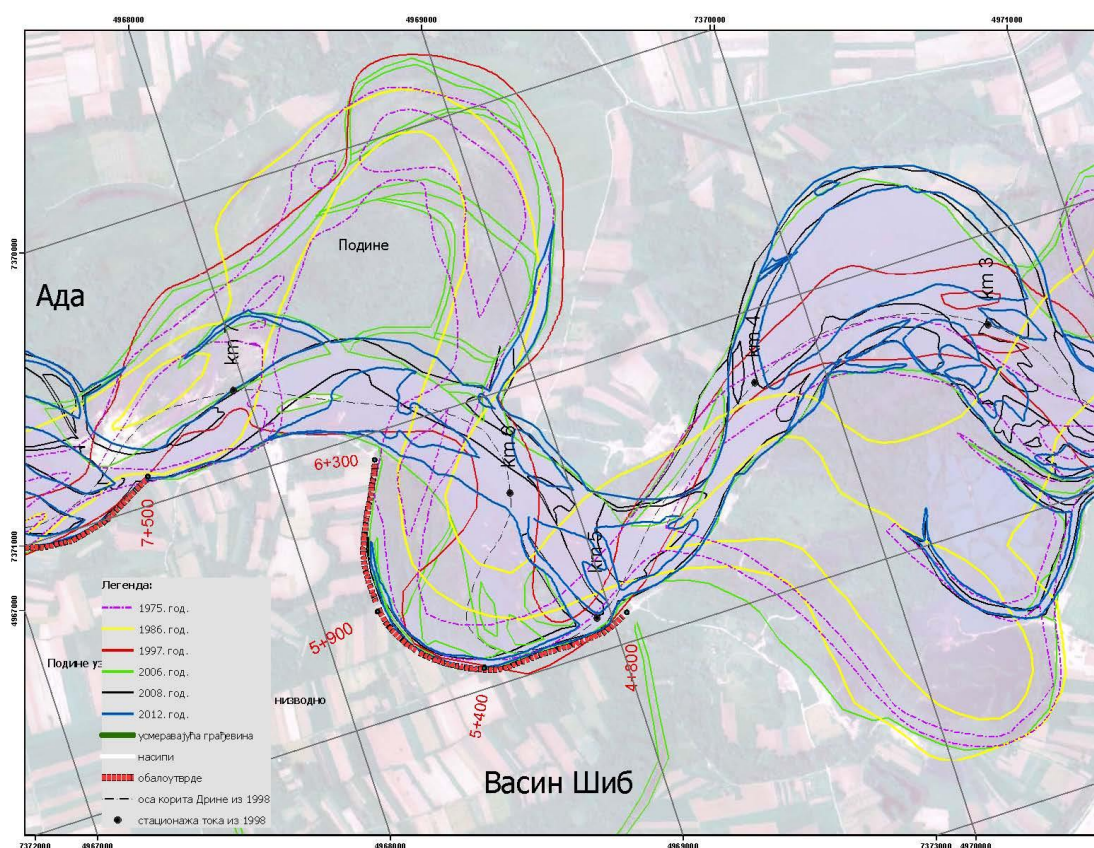 4968000
4969000
7370000
4971000
7370000
7371000
4967000
Подине
Ада
km 7
km 6
km 5
km 4
km 3
7+500
6+300
5+900
5+400
4+800
Васин Шиб
Подине уз
низводно
Легенда:
1975. год.
1986. год.
1997. год.
2006. год.
2008. год.
2012. год.
усмеравајућа грађевина
насипи
обалоутврде
оса корита Дрине из 1998
стационажа тока из 1998
7372000
4967000
4968000
4969000
7373000
4970000